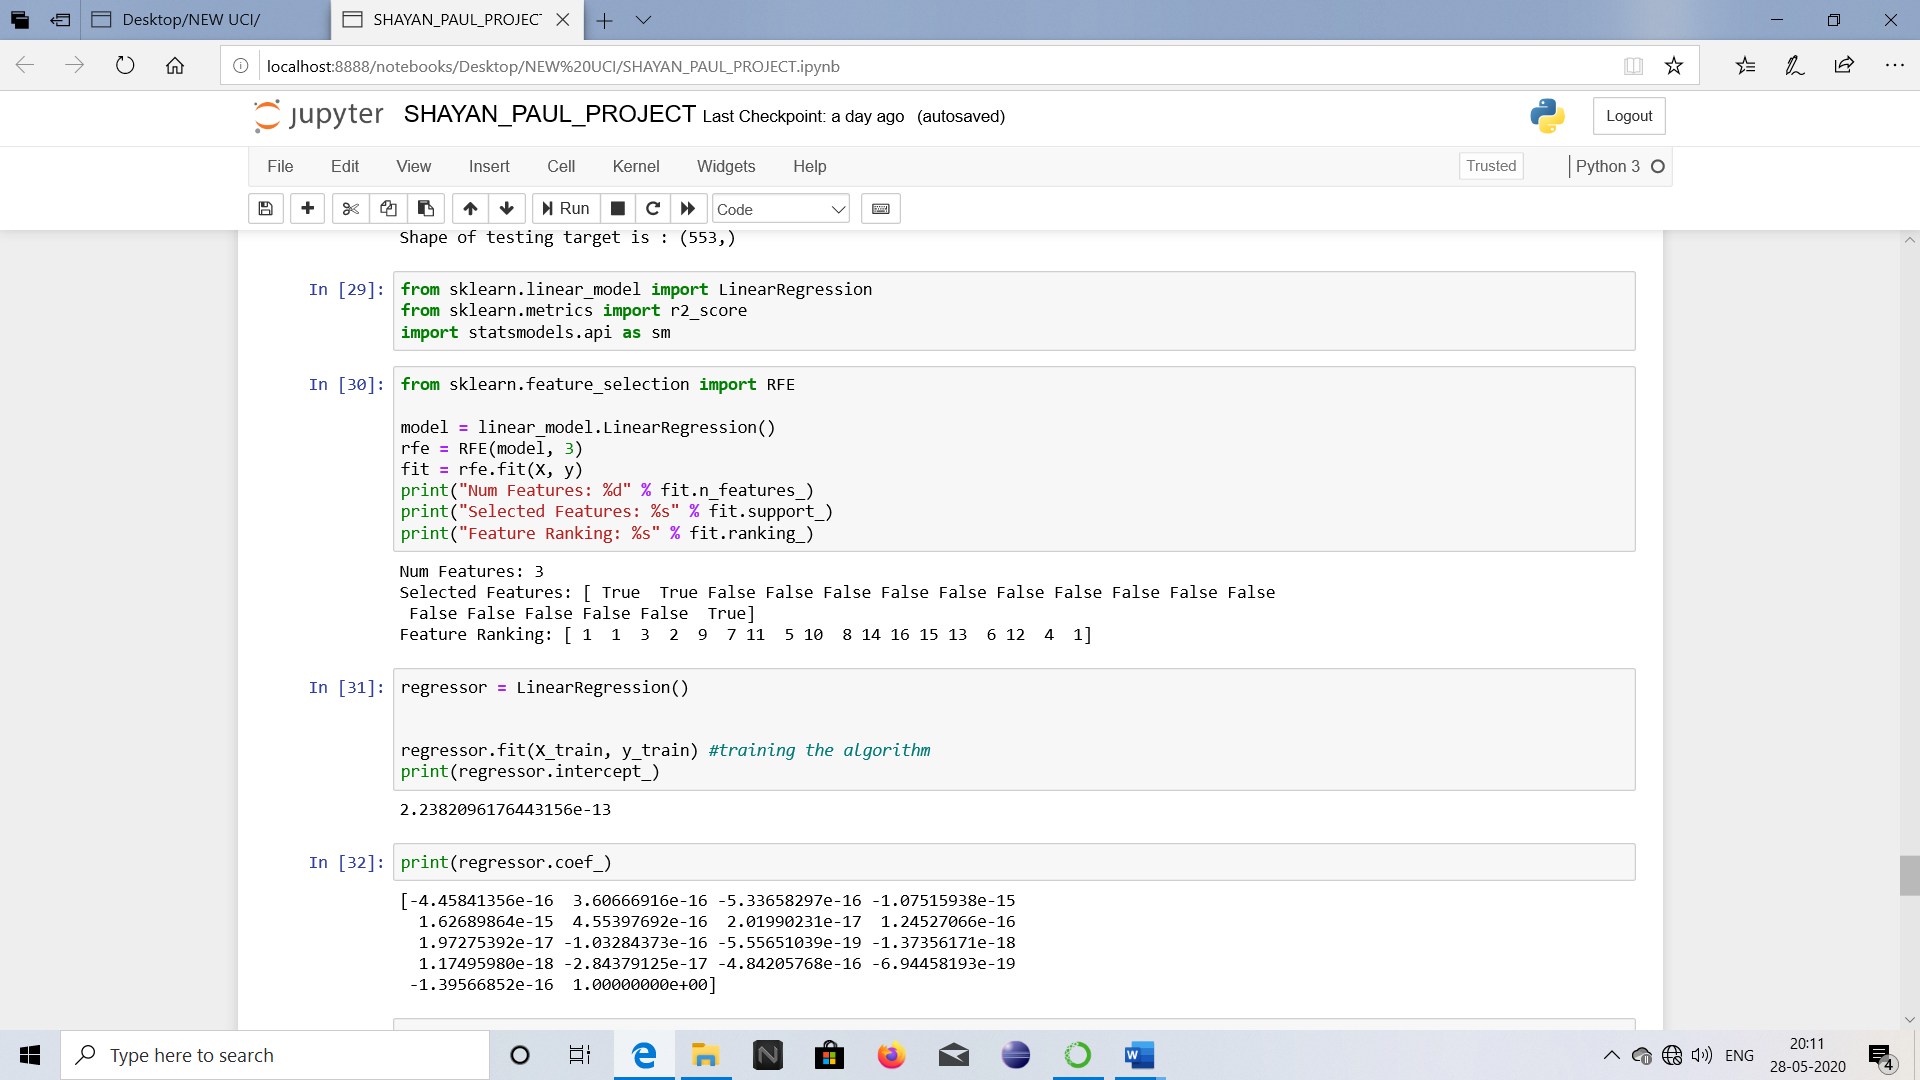 Desktop/NEW UCI/
SHAYAN_PAUL_PROJEC
localhost:8888/notebooks/Desktop/NEW%20UCI/SHAYAN_PAUL_PROJECT.ipynb
jupyter SHAYAN_PAUL_PROJECT Last Checkpoint: a day ago (autosaved)
Logout
File Edit View Insert Cell Kernel Widgets Help
Trusted
Python 3
Run
Code
Shape of testing target is : (553,)
In [29]:
from sklearn.linear_model import LinearRegression
from sklearn.metrics import r2_score
import statsmodels.api as sm
In [30]:
from sklearn.feature_selection import RFE
model = linear_model.LinearRegression()
rfe = RFE(model, 3)
fit = rfe.fit(X, y)
print("Num Features: %d" % fit.n_features_)
print("Selected Features: %s" % fit.support_)
print("Feature Ranking: %s" % fit.ranking_)
Num Features: 3
Selected Features: [ True  True False False False False False False False False False False
 False False False False False  True]
Feature Ranking: [ 1  1  3  2  9  7 11  5 10  8 14 16 15 13  6 12  4  1]
In [31]:
regressor = LinearRegression()
regressor.fit(X_train, y_train) #training the algorithm
print(regressor.intercept_)
2.2382096176443156e-13
In [32]:
print(regressor.coef_)
[-4.45841356e-16  3.60666916e-16 -5.33658297e-16 -1.07515938e-15
  1.62689864e-15  4.55397692e-16  2.01990231e-17  1.24527066e-16
  1.97275392e-17 -1.03284373e-16 -5.55651039e-19 -1.37356171e-18
  1.17495980e-18 -2.84379125e-17 -4.84205768e-16 -6.94458193e-19
 -1.39566852e-16  1.00000000e+00]
Type here to search
ENG
20:11
28-05-2020
4